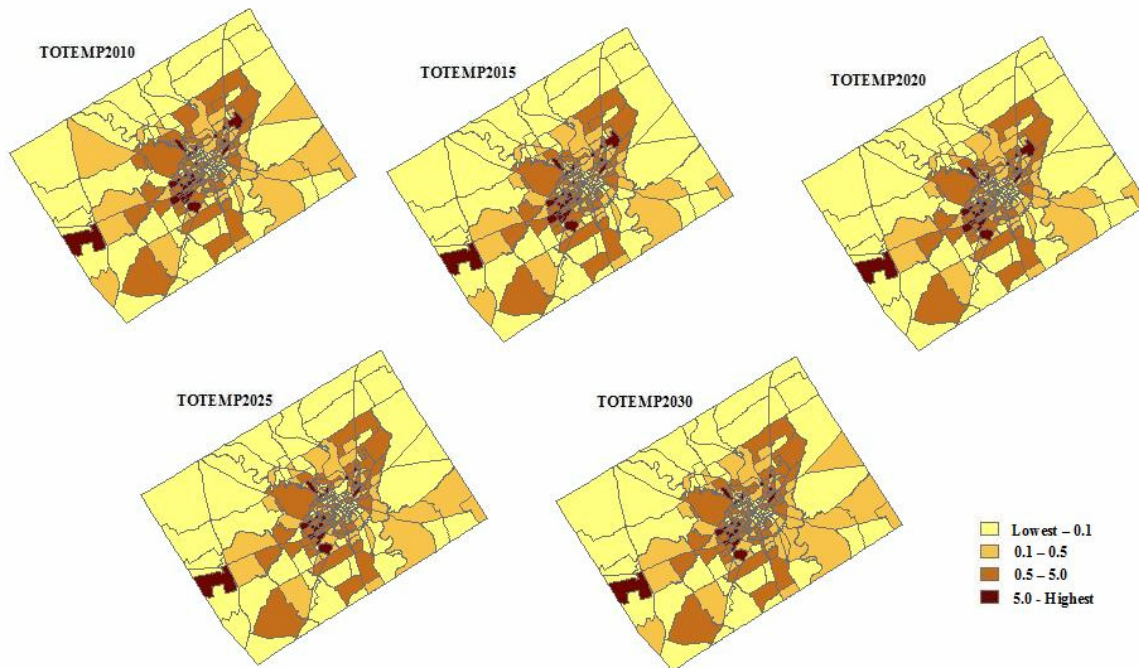 TOTEMP2010
TOTEMP2015
TOTEMP2020
TOTEMP2025
TOTEMP2030
Lowest – 0.1
0.1 – 0.5
0.5 – 5.0
5.0 - Highest